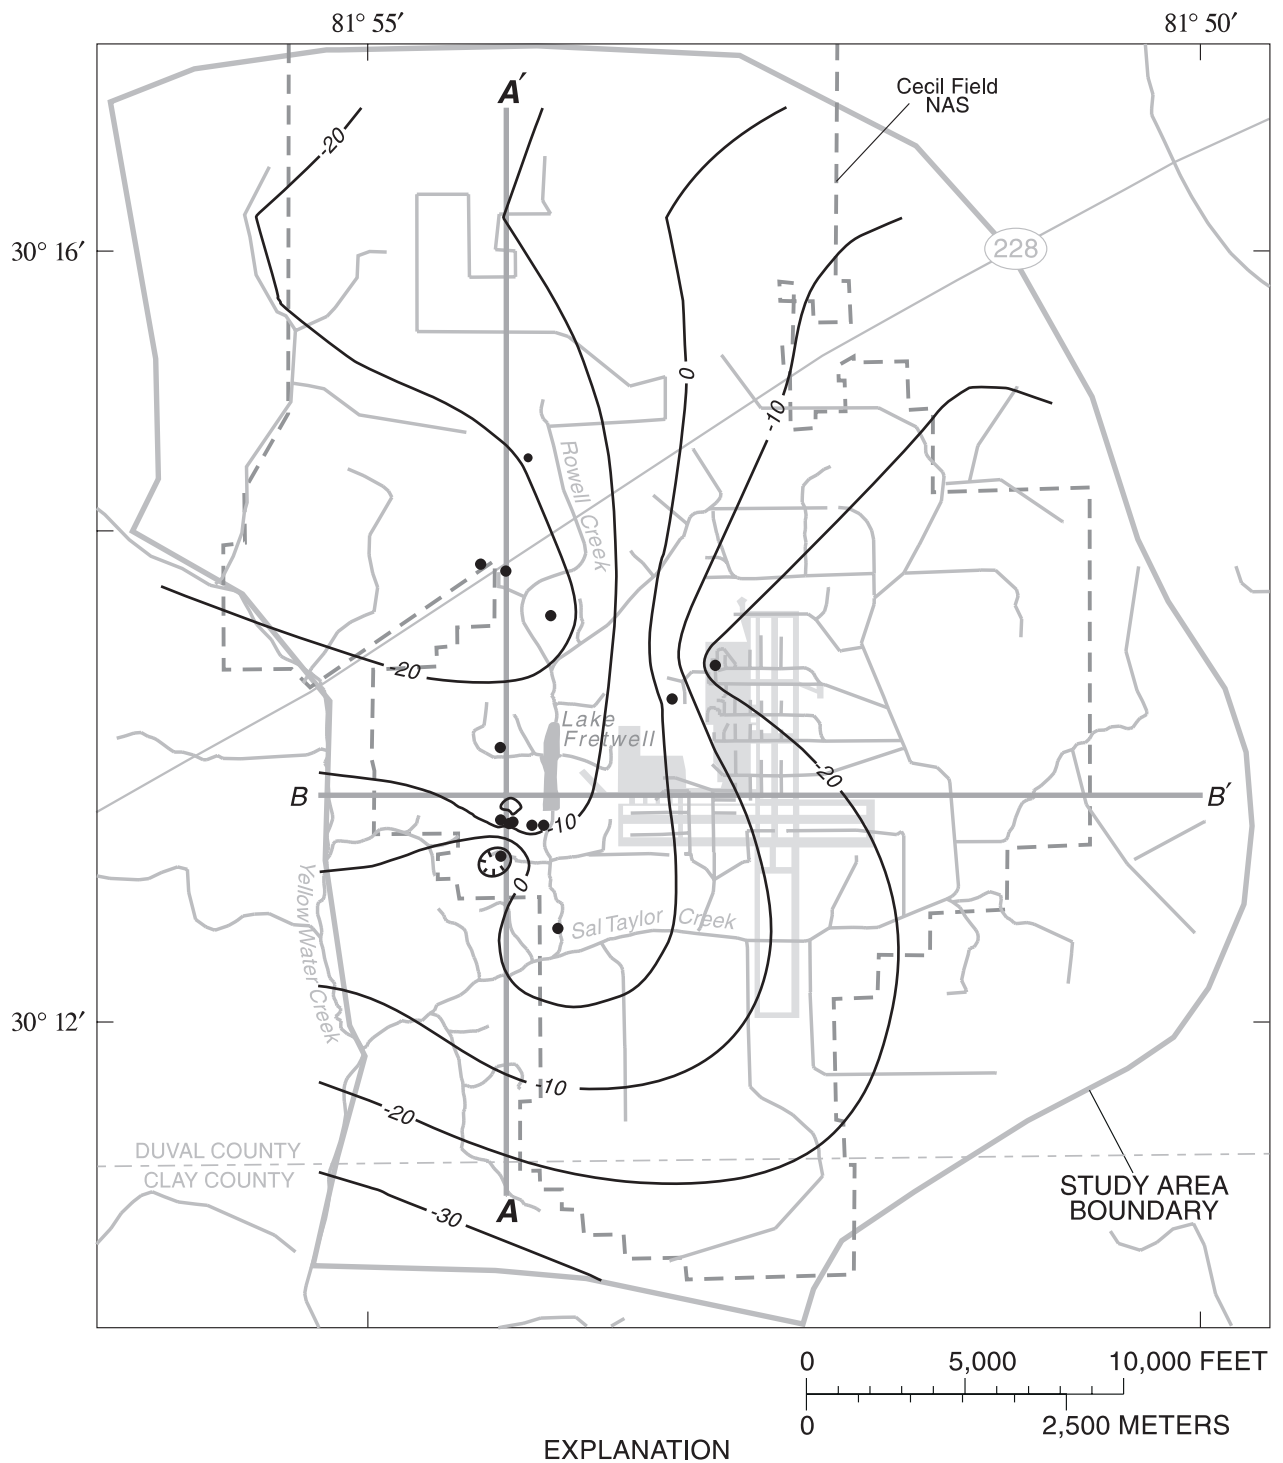 81° 55′
81° 50′
A′
Cecil Field
NAS
-20
30° 16′
228
0
-10
Rowell Creek
-20
Lake
Fretwell
-20
B
B′
-10
0
Yellow Water Creek
Sal Taylor Creek
30° 12′
-10
-20
DUVAL COUNTY
CLAY COUNTY
STUDY AREA
BOUNDARY
A
-30
0 5,000 10,000 FEET
0 2,500 METERS
EXPLANATION